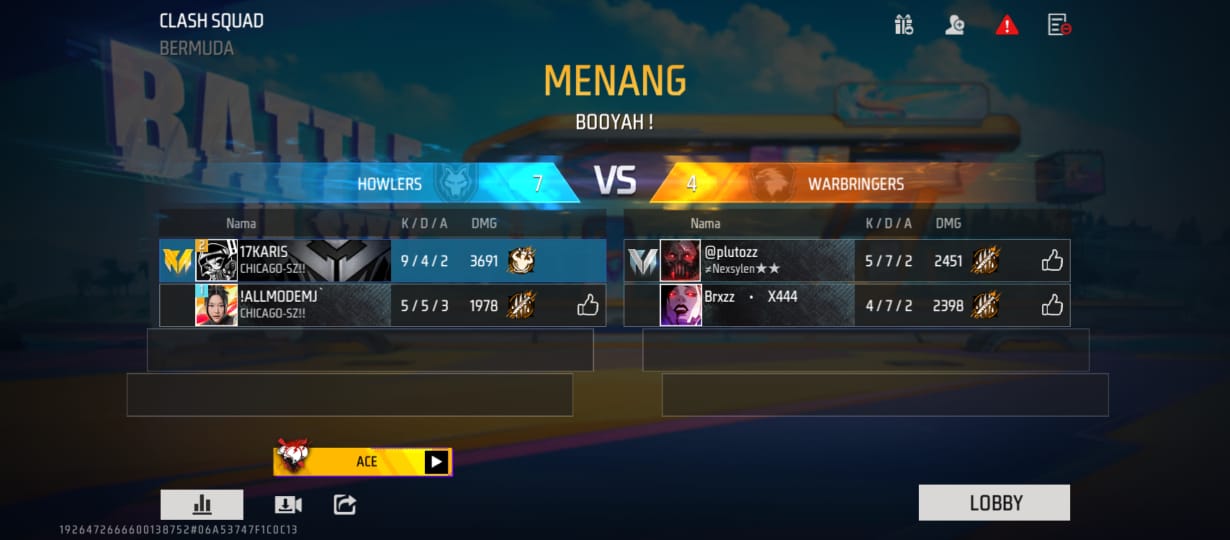 CLASH SQUAD
BERMUDA
MENANG
BOOYAH !
HOWLERS 7 VS 4 WARBRINGERS
Nama K / D / A DMG Nama K / D / A DMG
2 17KARIS 9 / 4 / 2 3691 @plutozz 5 / 7 / 2 2451
CHICAGO-SZ!! ≠Nexsylen★★
1 !ALLMODEMJ` 5 / 5 / 3 1978 Brxzz • X444 4 / 7 / 2 2398
CHICAGO-SZ!!
ACE
LOBBY
1926472666600138752#06A53747F1C0C13